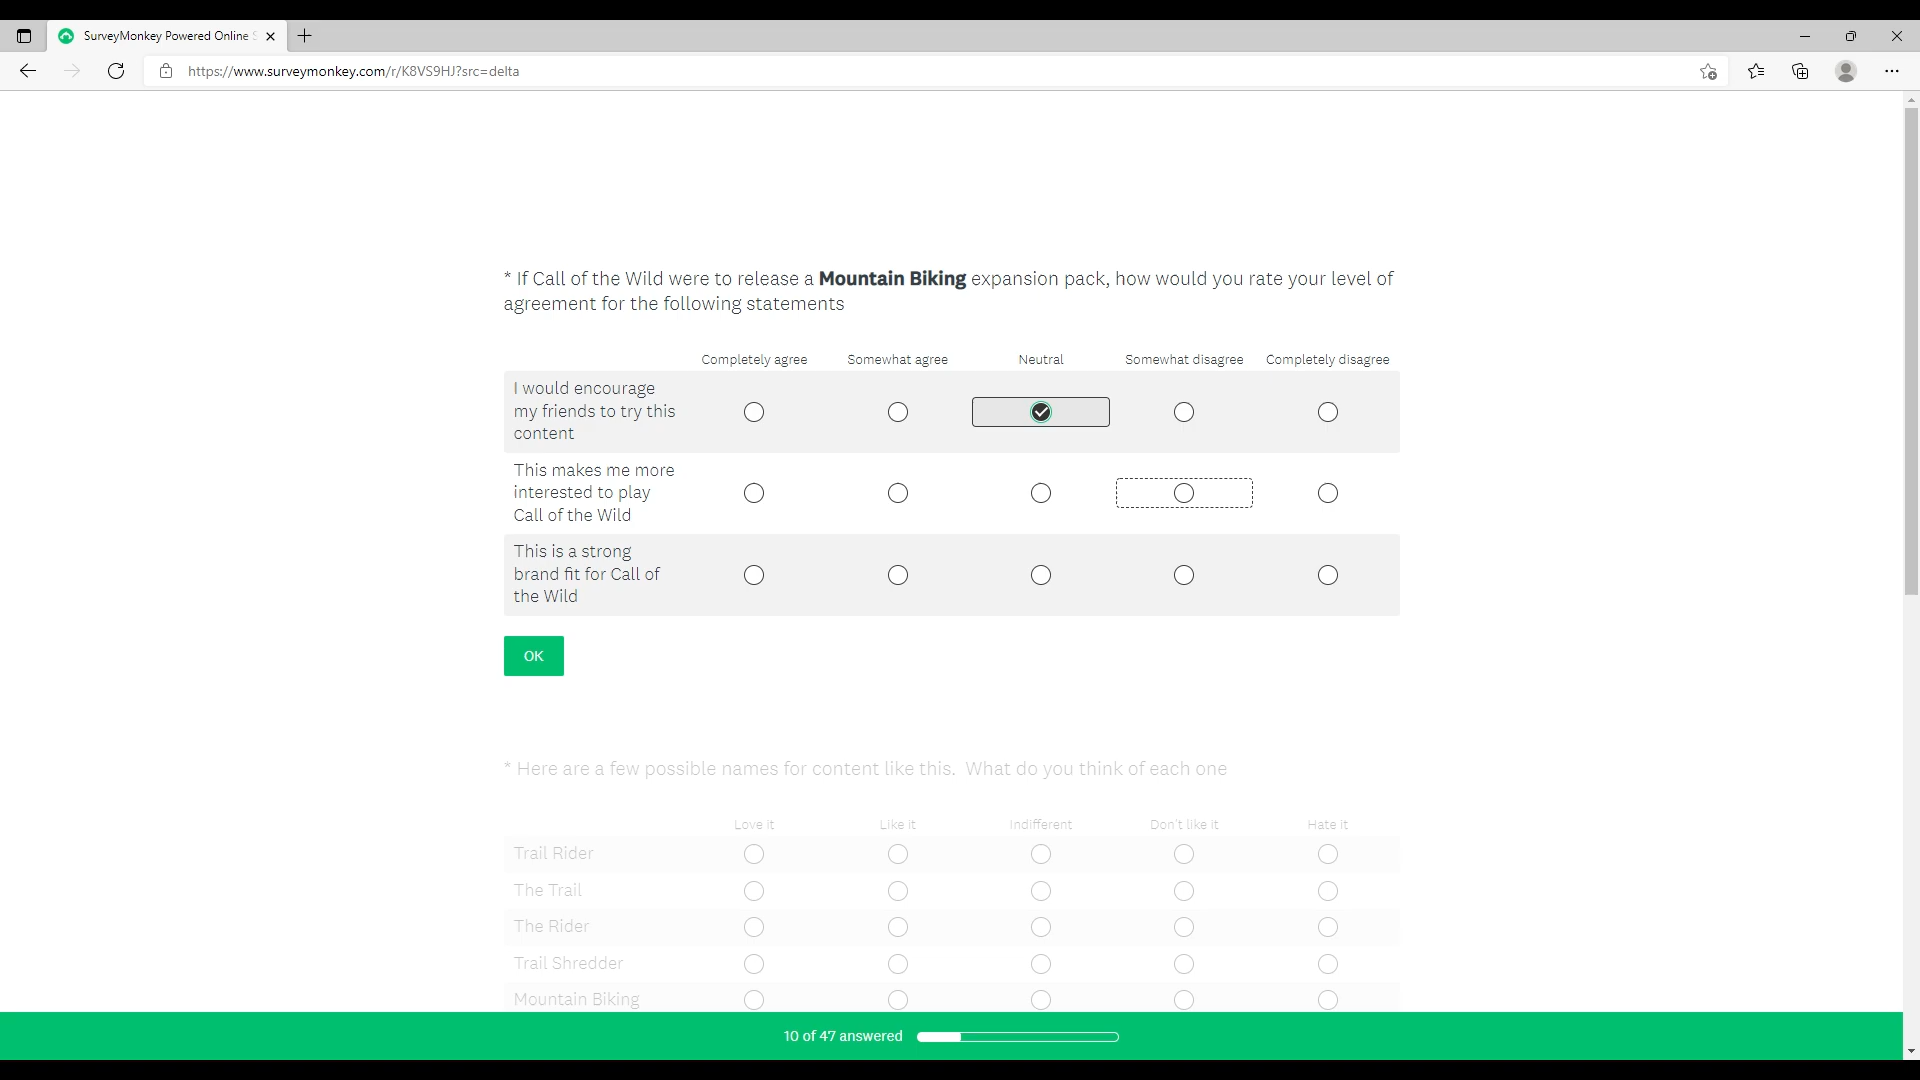 SurveyMonkey Powered Online
https://www.surveymonkey.com/r/K8VS9HJ?src=delta
* If Call of the Wild were to release a Mountain Biking expansion pack, how would you rate your level of
agreement for the following statements
Completely agree Somewhat agree Neutral Somewhat disagree Completely disagree
I would encourage
my friends to try this
content
This makes me more
interested to play
Call of the Wild
This is a strong
brand fit for Call of
the Wild
OK
* Here are a few possible names for content like this. What do you think of each one
Love it Like it Indifferent Don't like it Hate it
Trail Rider
The Trail
The Rider
Trail Shredder
Mountain Biking
10 of 47 answered